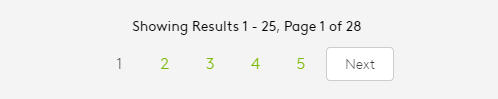 Showing Results 1 - 25, Page 1 of 28
1 2 3 4 5 Next